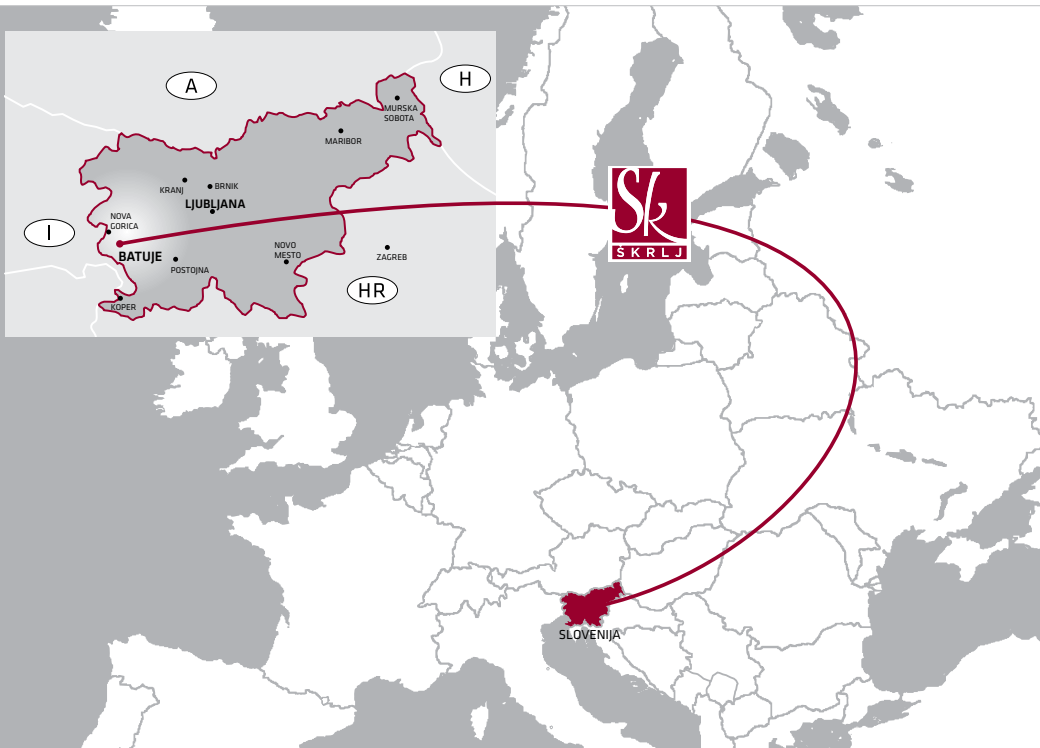 A
H
MURSKA
SOBOTA
MARIBOR
KRANJ
BRNIK
LJUBLJANA
NOVA
GORICA
I
BATUJE
POSTOJNA
NOVO
MESTO
ZAGREB
HR
KOPER
Sk
ŠKRLJ
SLOVENIJA